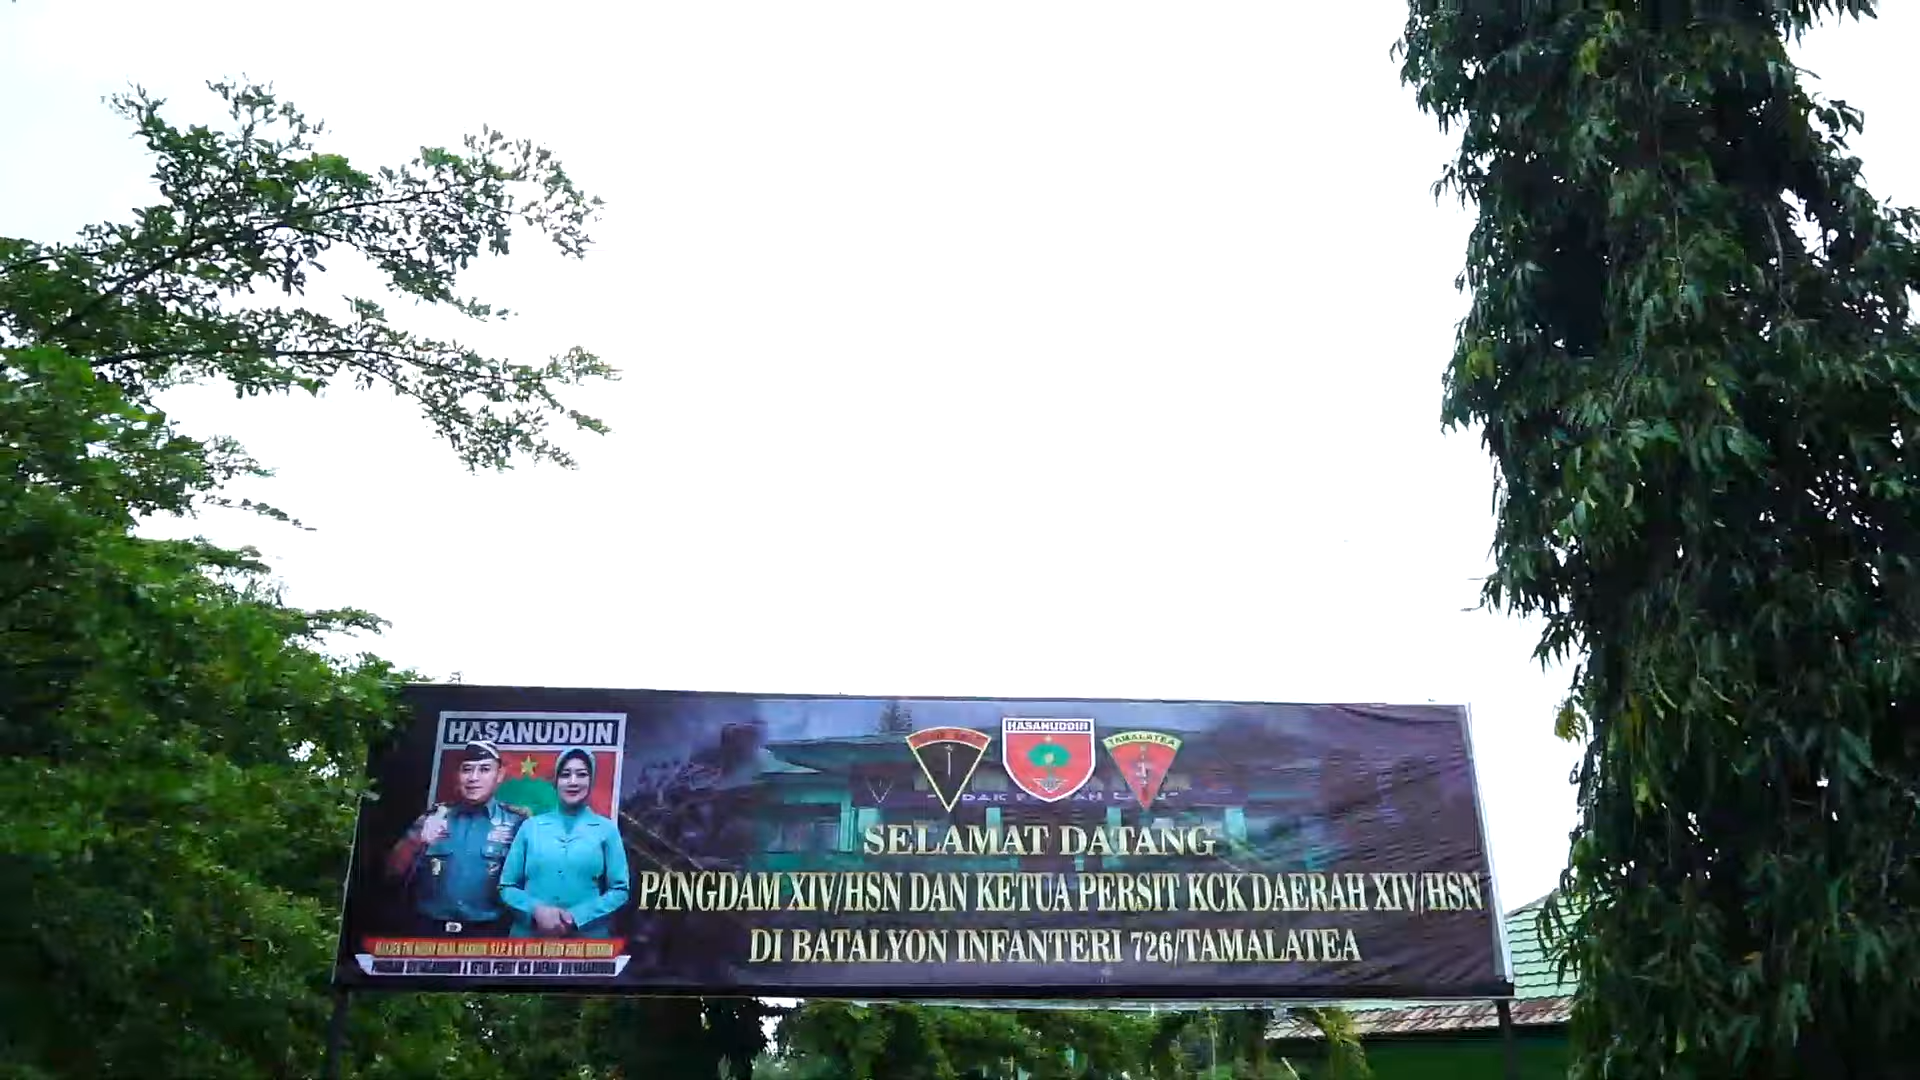 HASANUDDIN
HASANUDDIN
TAMALATEA
SELAMAT DATANG
PANGDAM XIV/HSN DAN KETUA PERSIT KCK DAERAH XIV/HSN
DI BATALYON INFANTERI 726/TAMALATEA